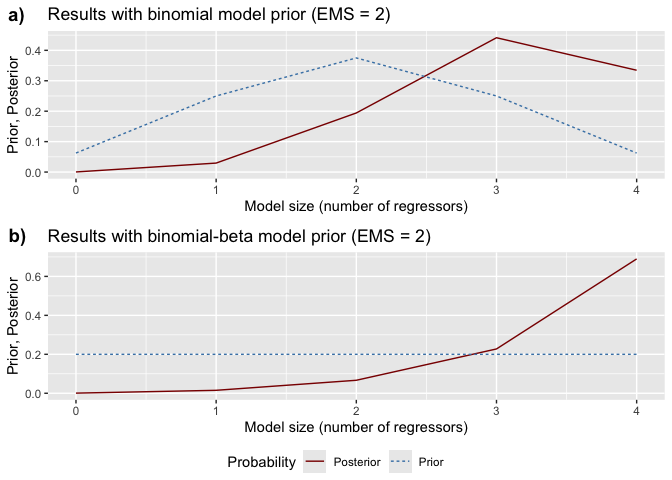 a) Results with binomial model prior (EMS = 2)
Prior, Posterior
0.4
0.3
0.2
0.1
0.0
0 1 2 3 4
Model size (number of regressors)
b) Results with binomial-beta model prior (EMS = 2)
Prior, Posterior
0.6
0.4
0.2
0.0
0 1 2 3 4
Model size (number of regressors)
Probability Posterior Prior